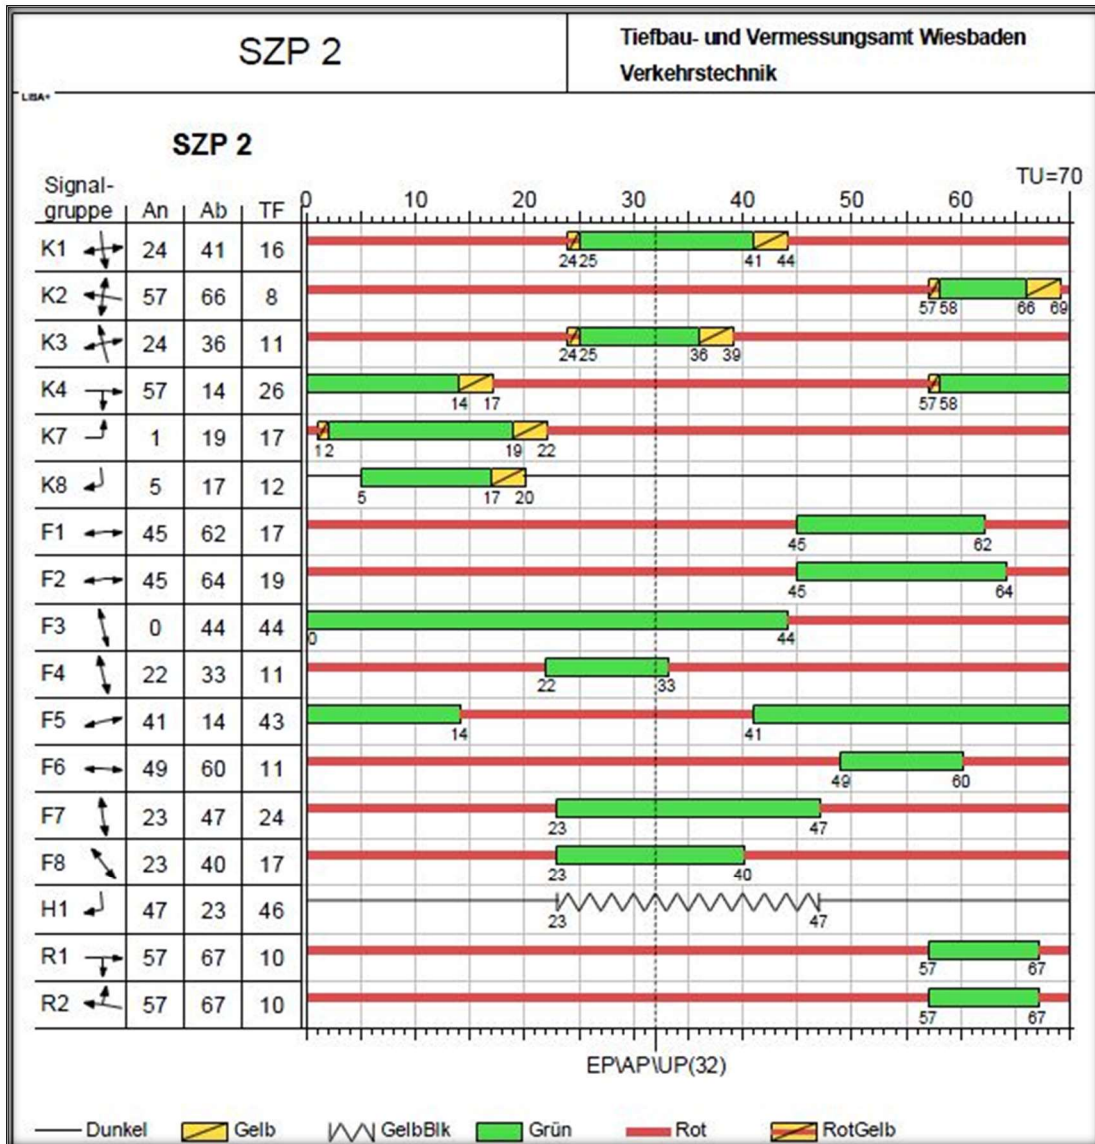 SZP 2
Tiefbau- und Vermessungsamt Wiesbaden
Verkehrstechnik
LISA+
SZP 2
TU=70
Signal-
gruppe An Ab TF
0 10 20 30 40 50 60
K1 24 41 16
24 25 41 44
K2 57 66 8
57 58 66 69
K3 24 36 11
24 25 36 39
K4 57 14 26
14 17 57 58
K7 1 19 17
1 2 19 22
K8 5 17 12
5 17 20
F1 45 62 17
45 62
F2 45 64 19
45 64
F3 0 44 44
0 44
F4 22 33 11
22 33
F5 41 14 43
14 41
F6 49 60 11
49 60
F7 23 47 24
23 47
F8 23 40 17
23 40
H1 47 23 46
23 47
R1 57 67 10
57 67
R2 57 67 10
57 67
EP\AP\UP(32)
Dunkel Gelb GelbBlk Grün Rot RotGelb